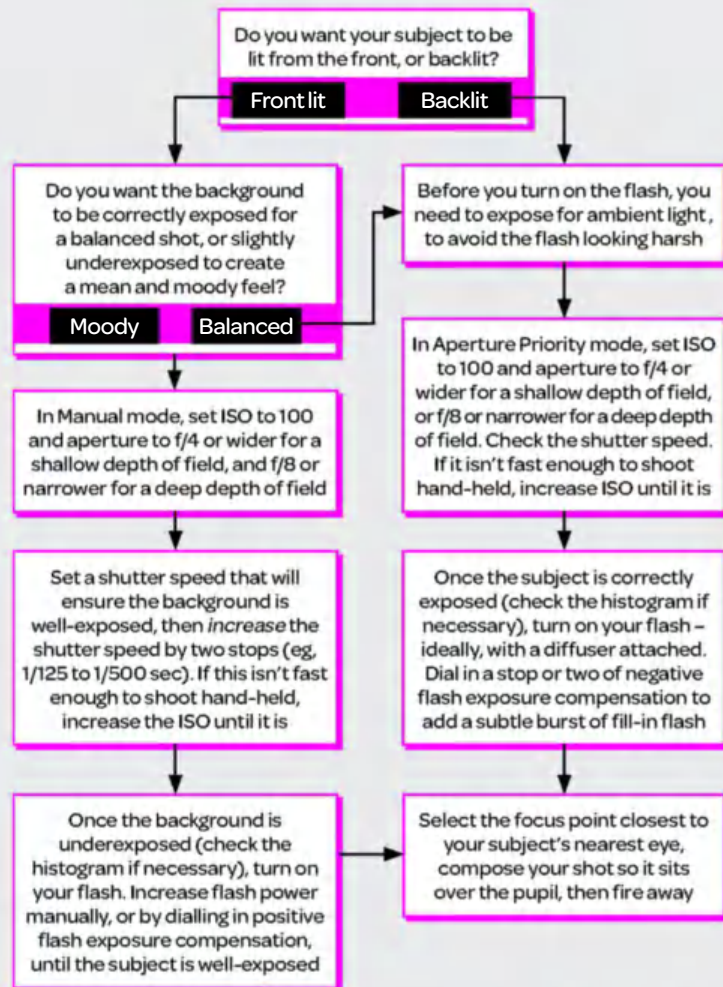 Do you want your subject to be
lit from the front, or backlit?
Front lit
Backlit
Do you want the background
to be correctly exposed for
a balanced shot, or slightly
underexposed to create
a mean and moody feel?
Moody
Balanced
In Manual mode, set ISO to 100
and aperture to f/4 or wider for a
shallow depth of field, and f/8 or
narrower for a deep depth of field
Set a shutter speed that will
ensure the background is
well-exposed, then increase the
shutter speed by two stops (eg,
1/125 to 1/500 sec). If this isn't fast
enough to shoot hand-held,
increase the ISO until it is
Once the background is
underexposed (check the
histogram if necessary), turn on
your flash. Increase flash power
manually, or by dialling in positive
flash exposure compensation,
until the subject is well-exposed
Before you turn on the flash, you
need to expose for ambient light,
to avoid the flash looking harsh
In Aperture Priority mode, set ISO
to 100 and aperture to f/4 or
wider for a shallow depth of field,
or f/8 or narrower for a deep depth
of field. Check the shutter speed.
If it isn't fast enough to shoot
hand-held, increase ISO until it is
Once the subject is correctly
exposed (check the histogram if
necessary), turn on your flash –
ideally, with a diffuser attached.
Dial in a stop or two of negative
flash exposure compensation to
add a subtle burst of fill-in flash
Select the focus point closest to
your subject's nearest eye,
compose your shot so it sits
over the pupil, then fire away